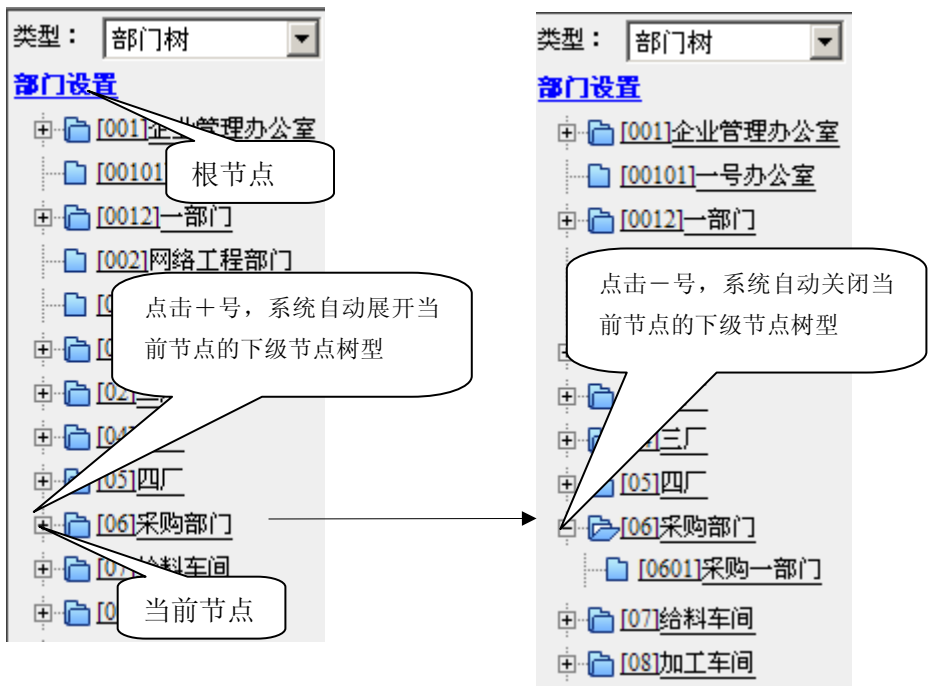 类型： 部门树
部门设置
[001]企业管理办公室
[00101]
根节点
[0012]一部门
[002]网络工程部门
点击＋号，系统自动展开当
前节点的下级节点树型
[02]
[04]
[05]四厂
[06]采购部门
[07]给料车间
当前节点
类型： 部门树
部门设置
[001]企业管理办公室
[00101]一号办公室
[0012]一部门
点击－号，系统自动关闭当
前节点的下级节点树型
三厂
[05]四厂
[06]采购部门
[0601]采购一部门
[07]给料车间
[08]加工车间